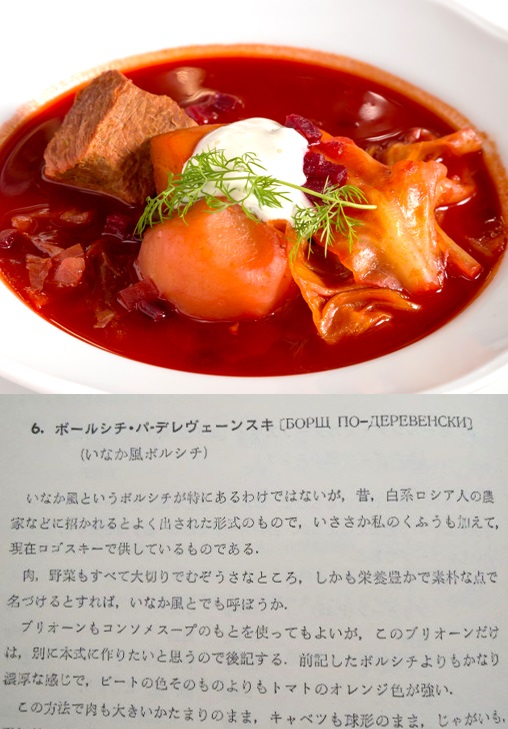 6. ボールシチ・パ・デレヴェーンスキ〔БОРЩ ПО-ДЕРЕВЕНСКИ〕
(いなか風ボルシチ)
いなか風というボルシチが特にあるわけではないが，昔，白系ロシア人の農
家などに招かれるとよく出された形式のもので，いささか私のくふうも加えて，
現在ロゴスキーで供しているものである．
肉，野菜もすべて大切りでむぞうさなところ，しかも栄養豊かで素朴な点で
名づけるとすれば，いなか風とでも呼ぼうか．
ブリオーンもコンソメスープのもとを使ってもよいが，このブリオーンだけ
は，別に本式に作りたいと思うので後記する．前記したボルシチよりもかなり
濃厚な感じで，ビートの色そのものよりもトマトのオレンジ色が強い．
この方法で肉も大きいかたまりのまま，キャベツも球形のまま，じゃがいも，